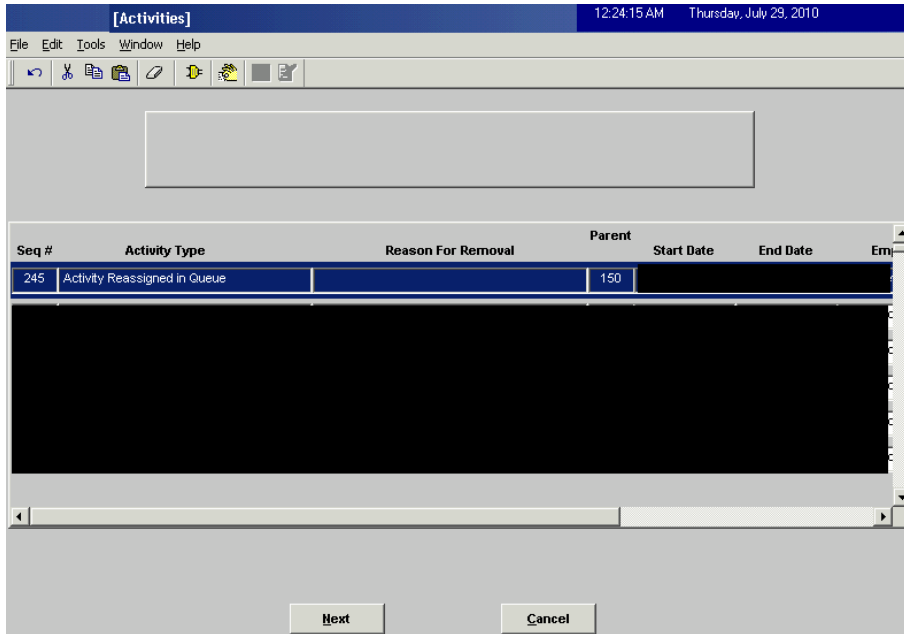 [Activities]
12:24:15 AM Thursday, July 29, 2010
File Edit Tools Window Help
Parent
Seq # Activity Type Reason For Removal Start Date End Date
245 Activity Reassigned in Queue 150
Next Cancel